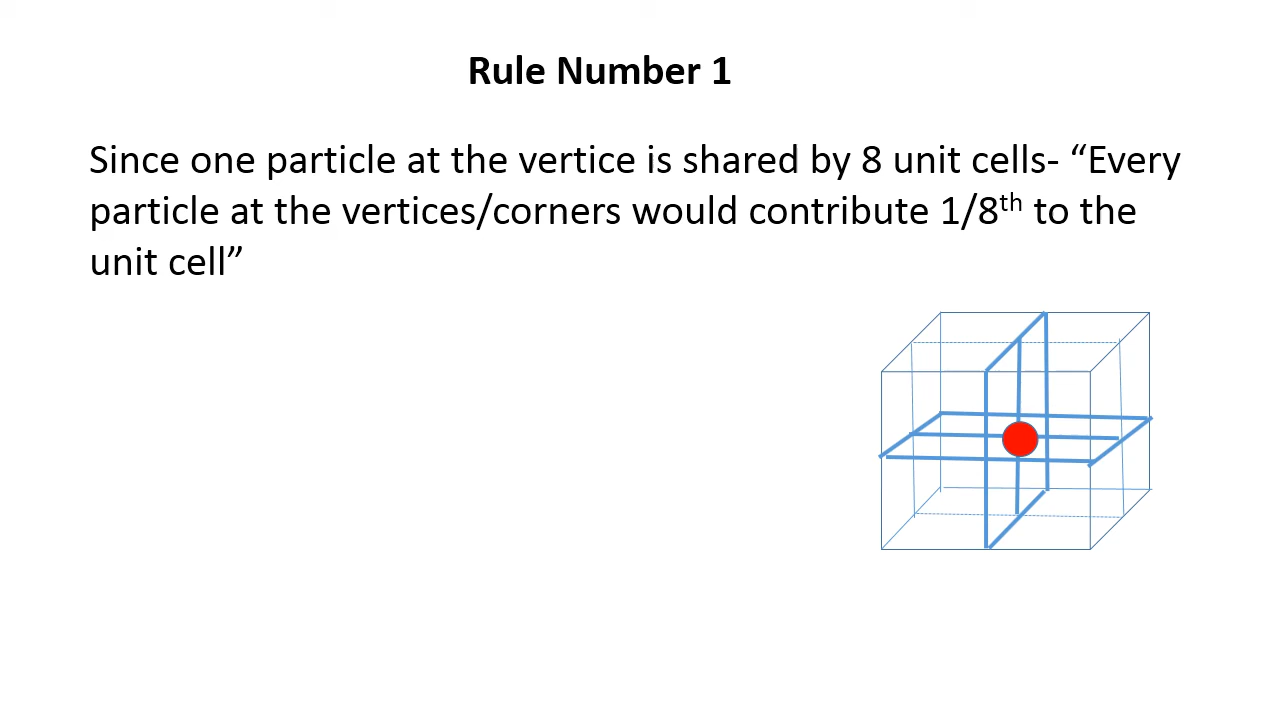 Rule Number 1
Since one particle at the vertice is shared by 8 unit cells- “Every
particle at the vertices/corners would contribute 1/8th to the
unit cell”